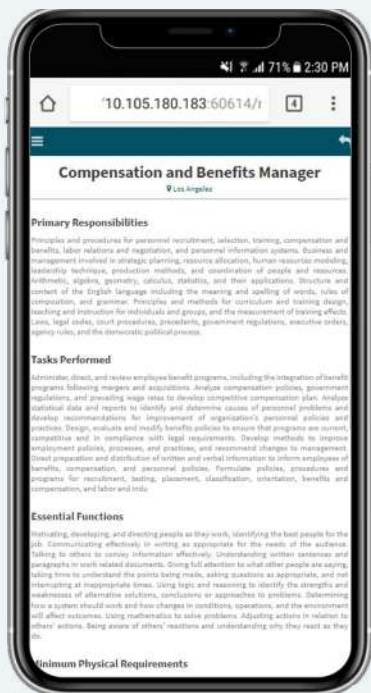 71% 2:30 PM
10.105.180.183:60614/r
4
Compensation and Benefits Manager
Los Angeles
Primary Responsibilities
Principles and procedures for personnel recruitment, selection, training, compensation and
benefits, labor relations and negotiation, and personnel information systems. Business and
management involved in strategic planning, resource allocation, human resources modeling,
leadership technique, production methods, and coordination of people and resources.
Arithmetic, algebra, geometry, calculus, statistics, and their applications. Structure and
content of the English language including the meaning and spelling of words, rules of
composition, and grammar. Principles and methods for curriculum and training design,
teaching and instruction for individuals and groups, and the measurement of training effects.
Laws, legal codes, court procedures, precedents, government regulations, executive orders,
agency rules, and the democratic political process.
Tasks Performed
Administer, direct, and review employee benefit programs, including the integration of benefit
programs following mergers and acquisitions. Analyze compensation policies, government
regulations, and prevailing wage rates to develop competitive compensation plan. Analyze
statistical data and reports to identify and determine causes of personnel problems and
develop recommendations for improvement of organization's personnel policies and
practices. Design, evaluate and modify benefits policies to ensure that programs are current,
competitive and in compliance with legal requirements. Develop methods to improve
employment policies, processes, and practices, and recommend changes to management.
Direct preparation and distribution of written and verbal information to inform employees of
benefits, compensation, and personnel policies. Formulate policies, procedures and
programs for recruitment, testing, placement, classification, orientation, benefits and
compensation, and labor and indu
Essential Functions
Motivating, developing, and directing people as they work, identifying the best people for the
job. Communicating effectively in writing as appropriate for the needs of the audience.
Talking to others to convey information effectively. Understanding written sentences and
paragraphs in work related documents. Giving full attention to what other people are saying,
taking time to understand the points being made, asking questions as appropriate, and not
interrupting at inappropriate times. Using logic and reasoning to identify the strengths and
weaknesses of alternative solutions, conclusions or approaches to problems. Determining
how a system should work and how changes in conditions, operations, and the environment
will affect outcomes. Using mathematics to solve problems. Adjusting actions in relation to
others' actions. Being aware of others' reactions and understanding why they react as they
do.
Minimum Physical Requirements